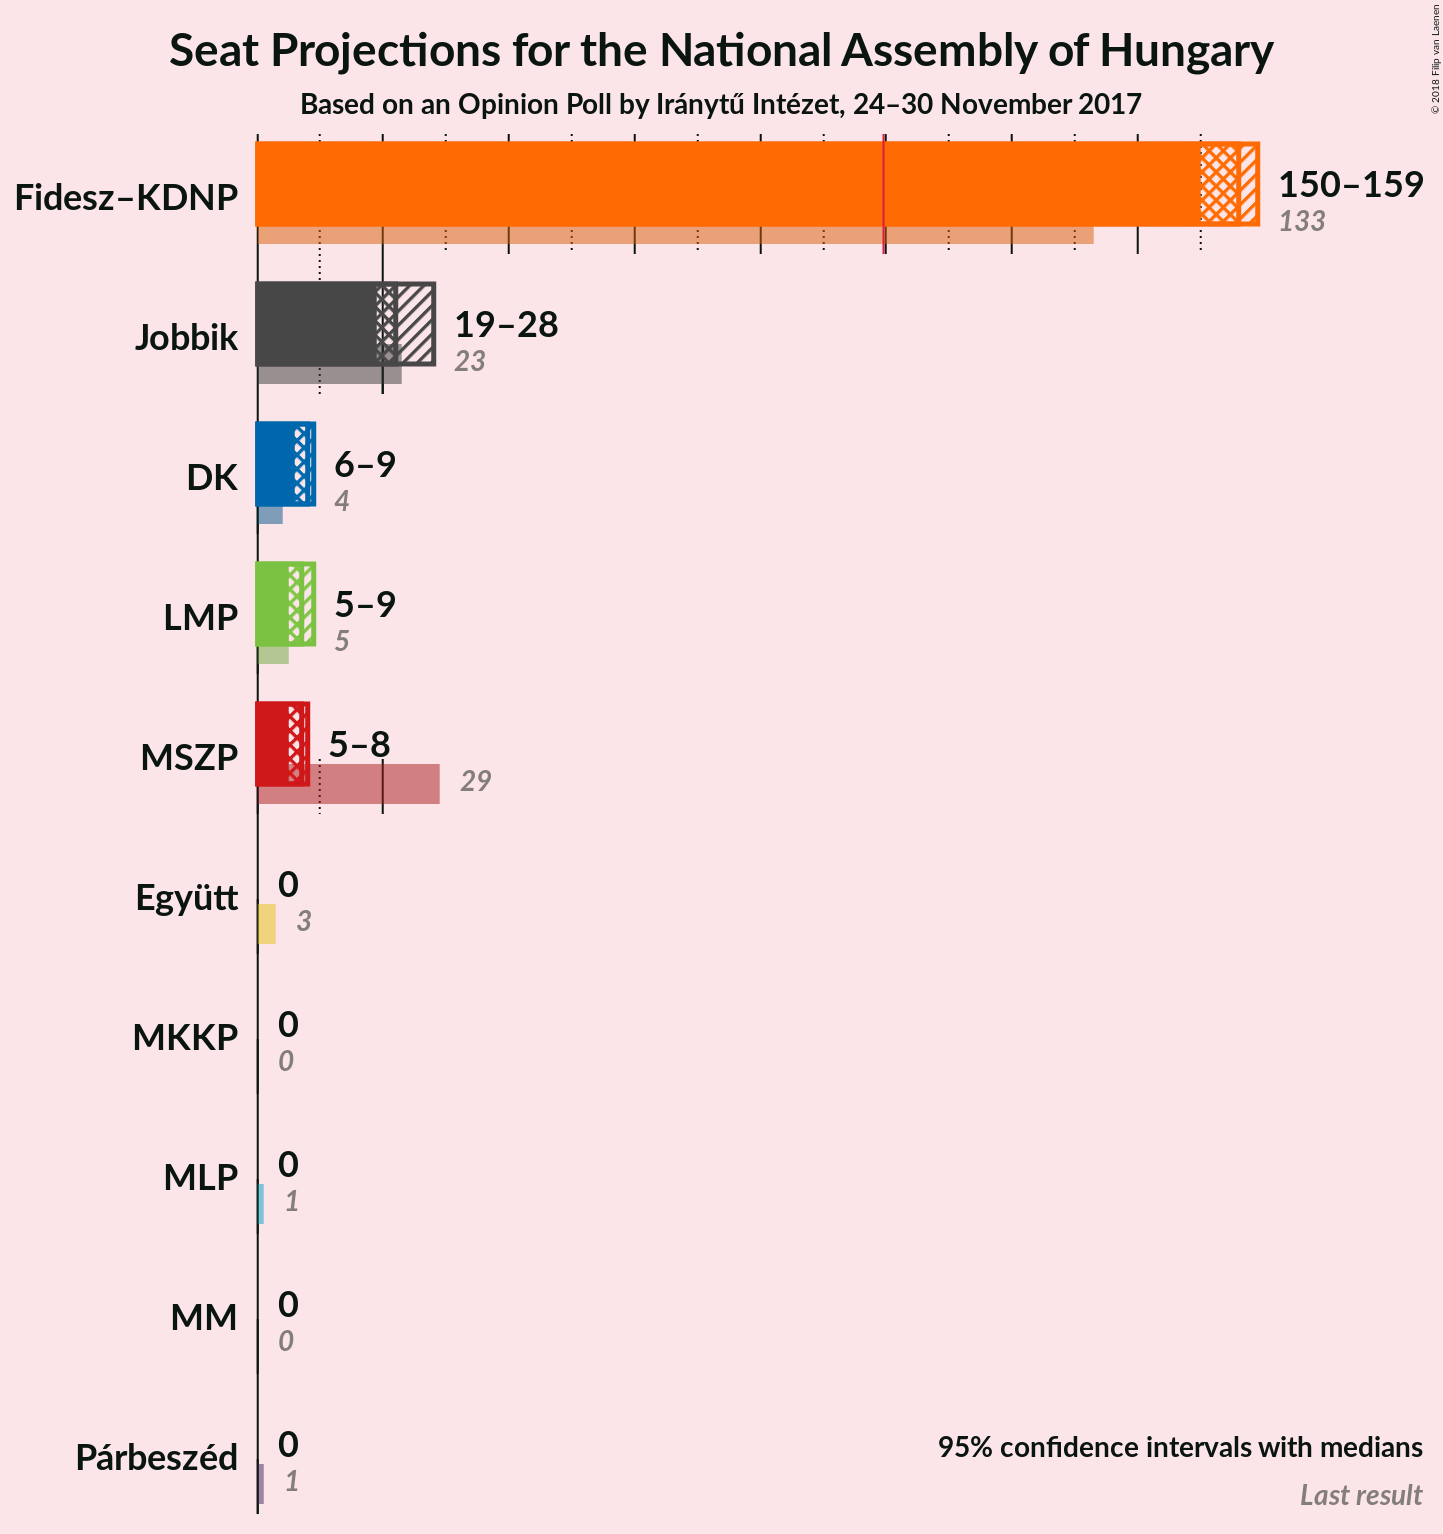 Seat Projections for the National Assembly of Hungary
Based on an Opinion Poll by Iránytű Intézet, 24–30 November 2017
© 2018 Filip van Laenen
Fidesz–KDNP
150–159
133
Jobbik
19–28
23
DK
6–9
4
LMP
5–9
5
MSZP
5–8
29
Együtt
0
3
MKKP
0
0
MLP
0
1
MM
0
0
Párbeszéd
0
1
95% confidence intervals with medians
Last result